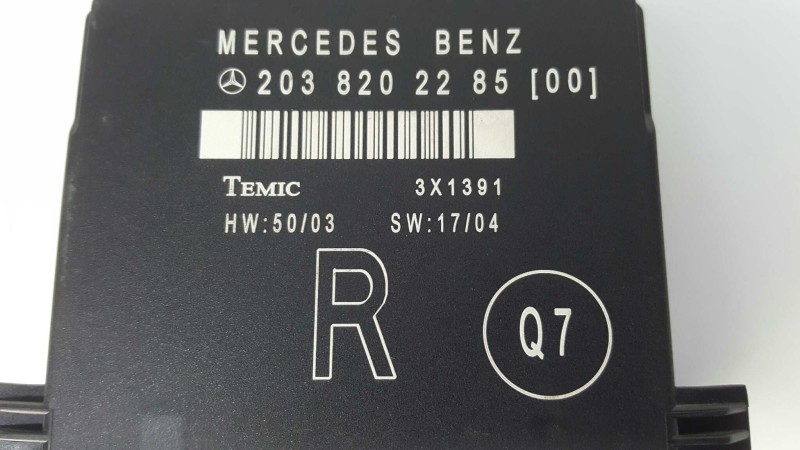 MERCEDES BENZ
203 820 22 85 [00]
TEMIC 3X1391
HW:50/03 SW:17/04
R
Q7